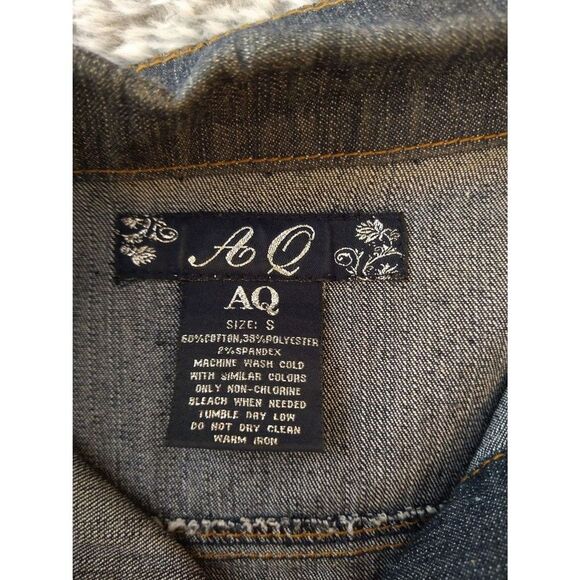 A Q
AQ
SIZE: S
60%COTTON,38%POLYESTER
2%SPANDEX
MACHINE WASH COLD
WITH SIMILAR COLORS
ONLY NON-CHLORINE
BLEACH WHEN NEEDED
TUMBLE DRY LOW
DO NOT DRY CLEAN
WARM IRON